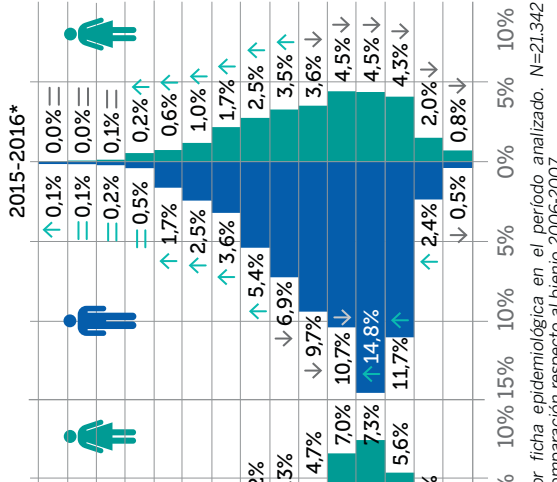 2015-2016*
↑ 0,1% 0,0% =
= 0,1% 0,0% =
= 0,2% 0,1% =
= 0,5% 0,2% ↑
↑ 1,7% 0,6% ↑
↑ 2,5% 1,0% ↑
↑ 3,6% 1,7% ↑
↑ 5,4% 2,5% ↑
↓ 6,9% 3,5% ↑
4,7% ↓ 9,7% 3,6% ↓
7,0% 10,7% ↓ 4,5% ↓
7,3% ↑ 14,8% 4,5% ↓
5,6% 11,7% ↑ 4,3% ↓
↑ 2,4% 2,0% ↓
↓ 0,5% 0,8% ↓
10% 15% 10% 5% 0% 5% 10%
ficha epidemiológica en el período analizado. N=21.342
comparación respecto al bienio 2006-2007